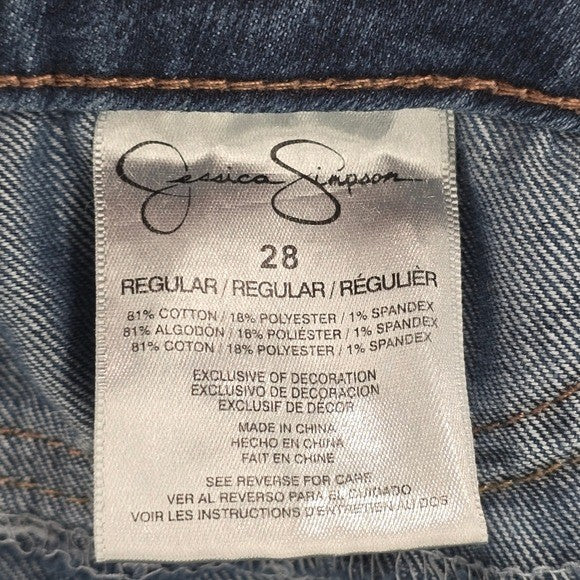 Jessica Simpson
28
REGULAR / REGULAR / RÉGULIÈR
81% COTTON / 18% POLYESTER / 1% SPANDEX
81% ALGODÓN / 18% POLIÉSTER / 1% SPANDEX
81% COTON / 18% POLYESTER / 1% SPANDEX
EXCLUSIVE OF DECORATION
EXCLUSIVO DE DECORACIÓN
EXCLUSIF DE DÉCOR
MADE IN CHINA
HECHO EN CHINA
FAIT EN CHINE
SEE REVERSE FOR CARE
VER AL REVERSO PARA EL CUIDADO
VOIR LES INSTRUCTIONS D'ENTRETIEN AU DOS